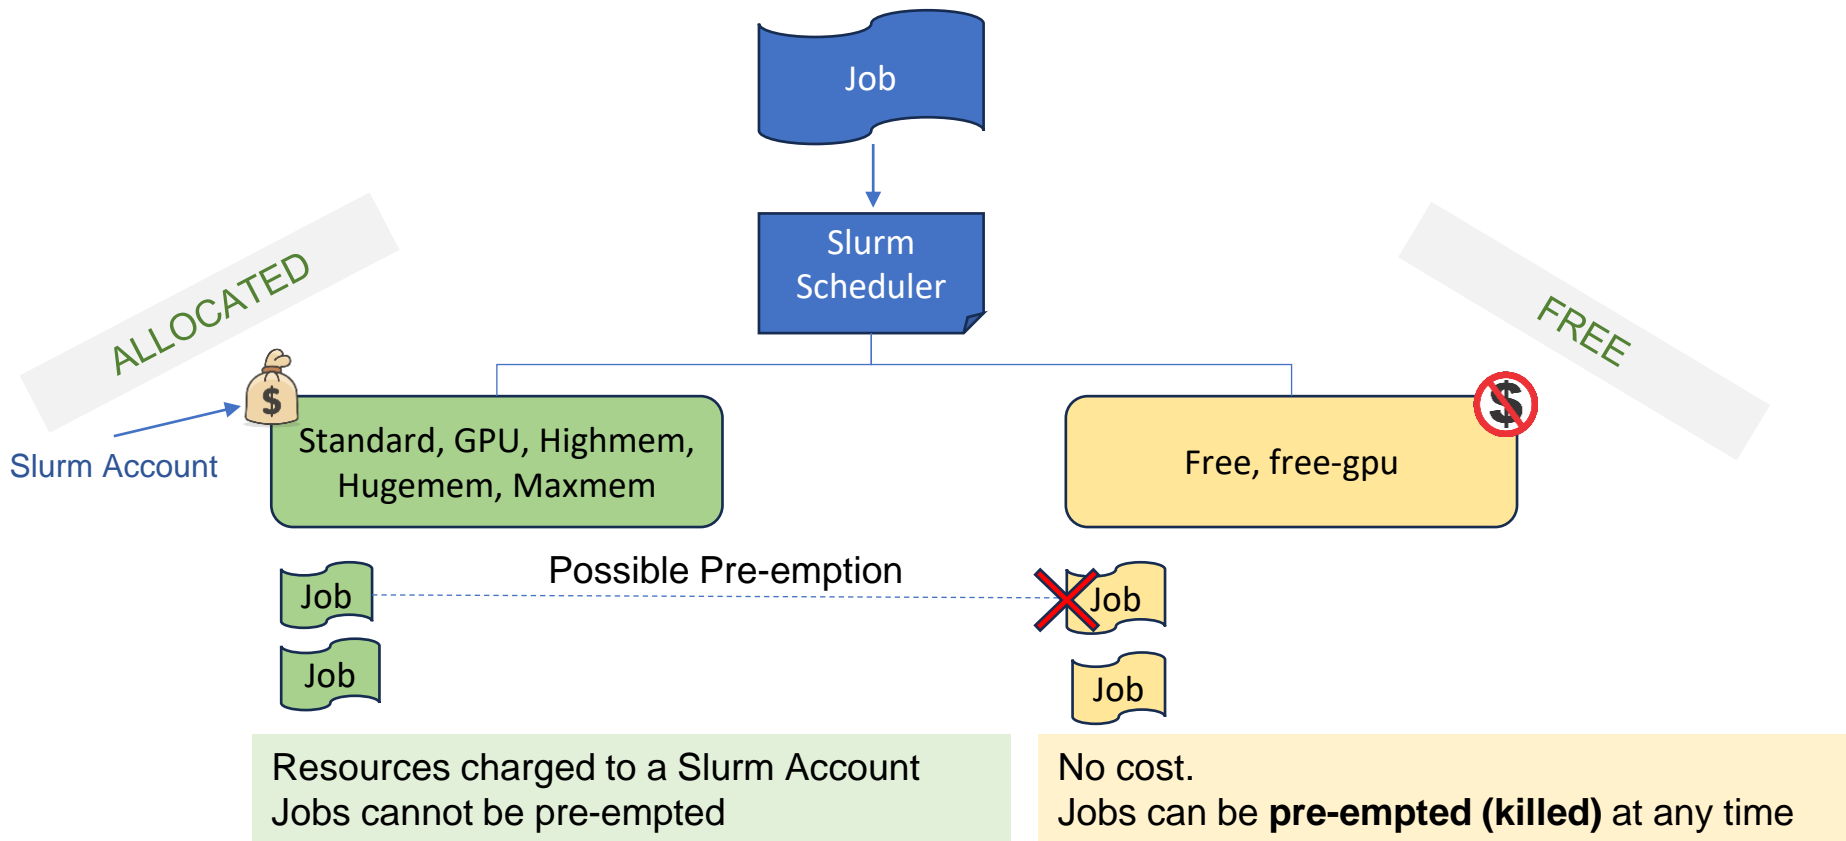 Job
Slurm
Scheduler
ALLOCATED
FREE
$
$
Slurm Account
Standard, GPU, Highmem,
Hugemem, Maxmem
Free, free-gpu
Possible Pre-emption
Job
Job
Job
Job
Resources charged to a Slurm Account
Jobs cannot be pre-empted
No cost.
Jobs can be pre-empted (killed) at any time